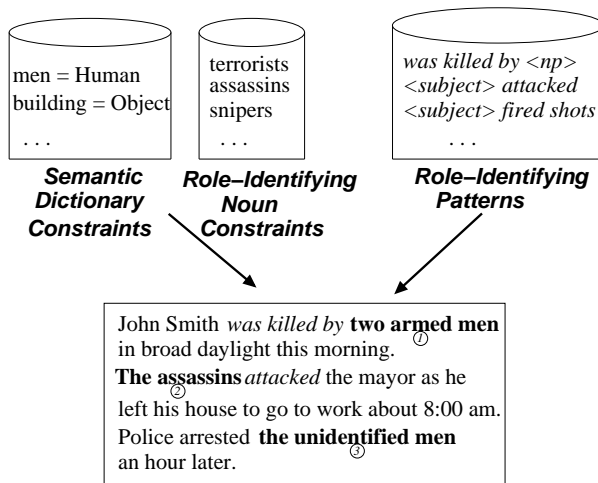 men = Human
building = Object
. . .
Semantic
Dictionary
Constraints
terrorists
assassins
snipers
Role–Identifying
Noun
Constraints
was killed by <np>
<subject> attacked
<subject> fired shots
. . .
Role–Identifying
Patterns
John Smith was killed by two armed men
1
in broad daylight this morning.
The assassins attacked the mayor as he
2
left his house to go to work about 8:00 am.
Police arrested the unidentified men
3
an hour later.